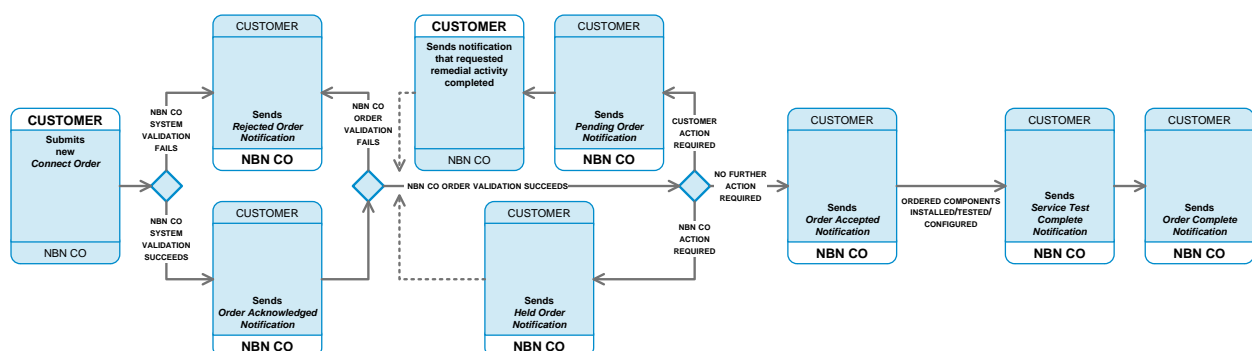 CUSTOMER
Submits
new
Connect Order
NBN CO
NBN CO
SYSTEM
VALIDATION
FAILS
NBN CO
SYSTEM
VALIDATION
SUCCEEDS
CUSTOMER
Sends
Rejected Order
Notification
NBN CO
CUSTOMER
Sends
Order Acknowledged
Notification
NBN CO
NBN CO
ORDER
VALIDATION
FAILS
NBN CO ORDER VALIDATION SUCCEEDS
CUSTOMER
Sends notification
that requested
remedial activity
completed
NBN CO
CUSTOMER
Sends
Pending Order
Notification
NBN CO
CUSTOMER
Sends
Held Order
Notification
NBN CO
CUSTOMER
ACTION
REQUIRED
NBN CO
ACTION
REQUIRED
NO FURTHER
ACTION
REQUIRED
CUSTOMER
Sends
Order Accepted
Notification
NBN CO
ORDERED COMPONENTS
INSTALLED/TESTED/
CONFIGURED
CUSTOMER
Sends
Service Test
Complete
Notification
NBN CO
CUSTOMER
Sends
Order Complete
Notification
NBN CO